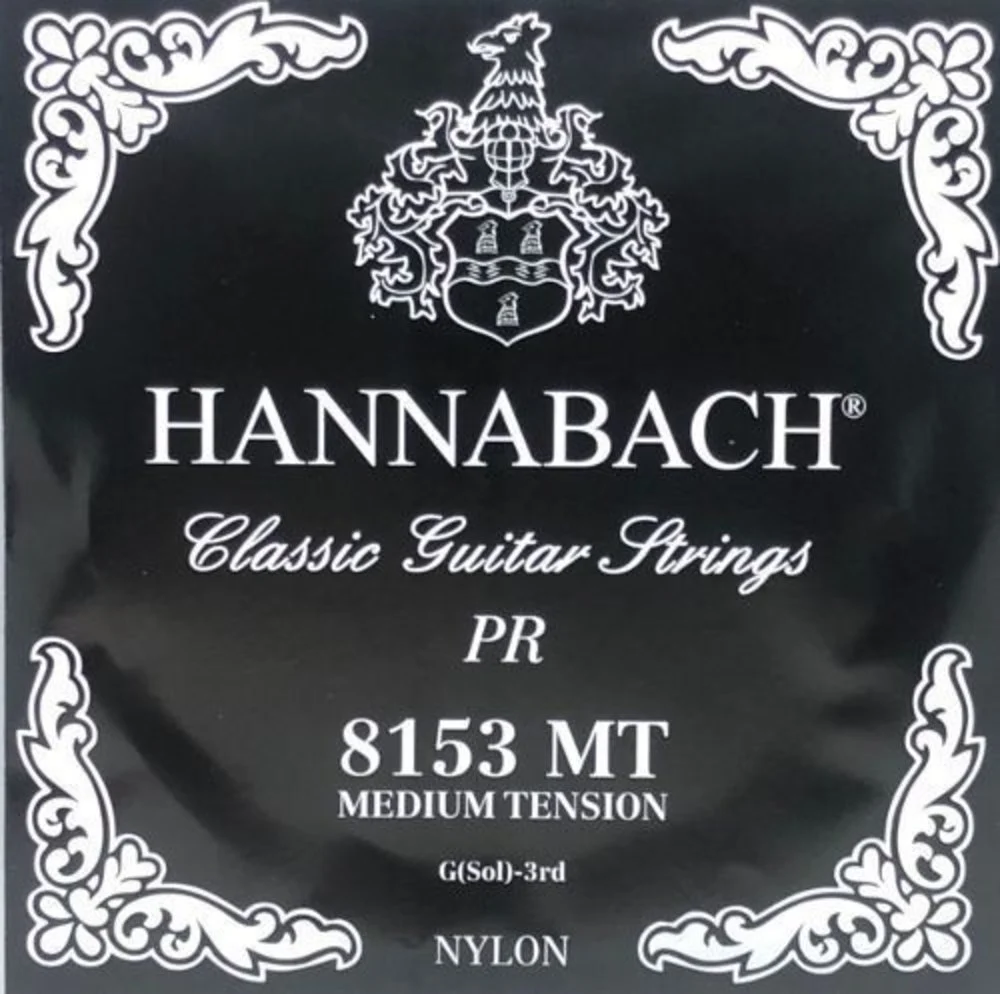 HANNABACH®
Classic Guitar Strings
PR
8153 MT
MEDIUM TENSION
G(Sol)-3rd
NYLON